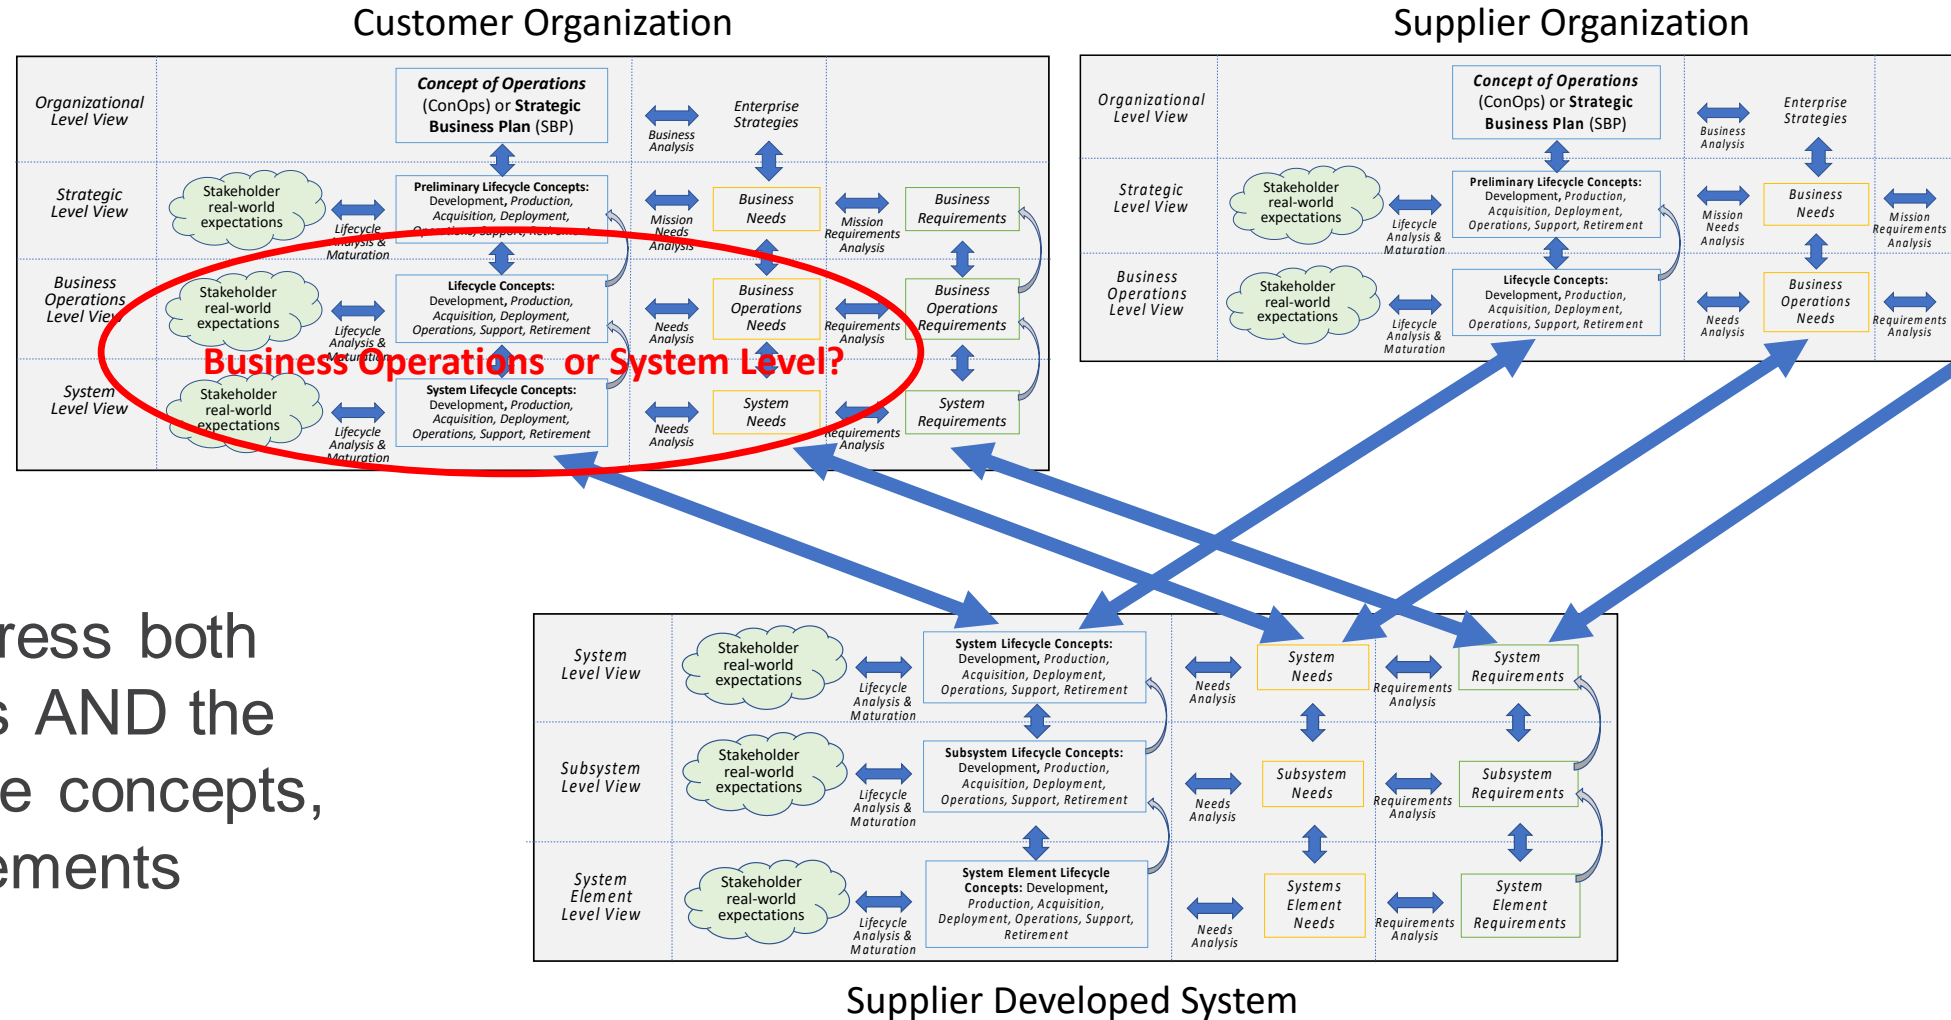 Customer Organization
Supplier Organization
Organizational
Level View
Concept of Operations
(ConOps) or Strategic
Business Plan (SBP)
Business
Analysis
Enterprise
Strategies
Strategic
Level View
Stakeholder
real-world
expectations
Lifecycle
Analysis &
Maturation
Preliminary Lifecycle Concepts:
Development, Production,
Acquisition, Deployment,
Operations, Support, Retirement
Mission
Needs
Analysis
Business
Needs
Mission
Requirements
Analysis
Business
Requirements
Business
Operations
Level View
Stakeholder
real-world
expectations
Lifecycle
Analysis &
Maturation
Lifecycle Concepts:
Development, Production,
Acquisition, Deployment,
Operations, Support, Retirement
Needs
Analysis
Business
Operations
Needs
Requirements
Analysis
Business
Operations
Requirements
Business Operations or System Level?
System
Level View
Stakeholder
real-world
expectations
Lifecycle
Analysis &
Maturation
System Lifecycle Concepts:
Development, Production,
Acquisition, Deployment,
Operations, Support, Retirement
Needs
Analysis
System
Needs
Requirements
Analysis
System
Requirements
Organizational
Level View
Concept of Operations
(ConOps) or Strategic
Business Plan (SBP)
Business
Analysis
Enterprise
Strategies
Strategic
Level View
Stakeholder
real-world
expectations
Lifecycle
Analysis &
Maturation
Preliminary Lifecycle Concepts:
Development, Production,
Acquisition, Deployment,
Operations, Support, Retirement
Mission
Needs
Analysis
Business
Needs
Mission
Requirements
Analysis
Business
Operations
Level View
Stakeholder
real-world
expectations
Lifecycle
Analysis &
Maturation
Lifecycle Concepts:
Development, Production,
Acquisition, Deployment,
Operations, Support, Retirement
Needs
Analysis
Business
Operations
Needs
Requirements
Analysis
ress both
s AND the
e concepts,
ements
System
Level View
Stakeholder
real-world
expectations
Lifecycle
Analysis &
Maturation
System Lifecycle Concepts:
Development, Production,
Acquisition, Deployment,
Operations, Support, Retirement
Needs
Analysis
System
Needs
Requirements
Analysis
System
Requirements
Subsystem
Level View
Stakeholder
real-world
expectations
Lifecycle
Analysis &
Maturation
Subsystem Lifecycle Concepts:
Development, Production,
Acquisition, Deployment,
Operations, Support, Retirement
Needs
Analysis
Subsystem
Needs
Requirements
Analysis
Subsystem
Requirements
System
Element
Level View
Stakeholder
real-world
expectations
Lifecycle
Analysis &
Maturation
System Element Lifecycle
Concepts: Development,
Production, Acquisition,
Deployment, Operations, Support,
Retirement
Needs
Analysis
Systems
Element
Needs
Requirements
Analysis
System
Element
Requirements
Supplier Developed System